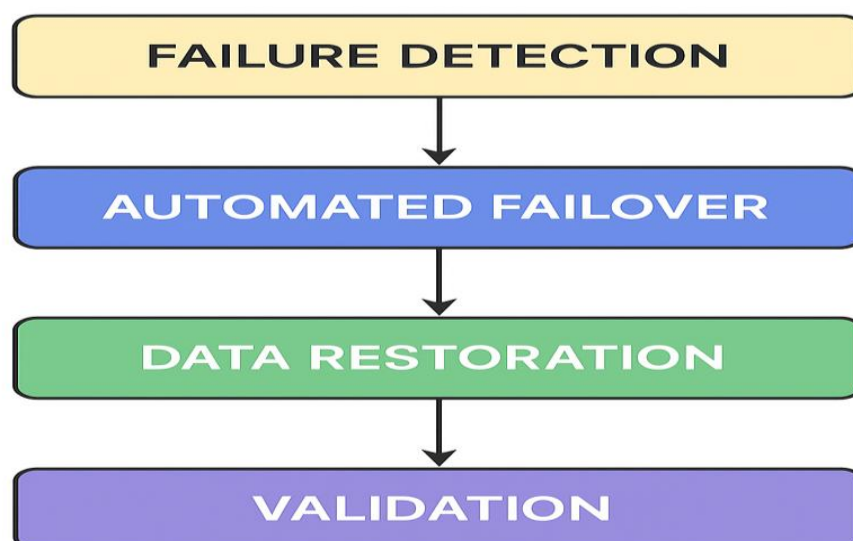 FAILURE DETECTION
AUTOMATED FAILOVER
DATA RESTORATION
VALIDATION